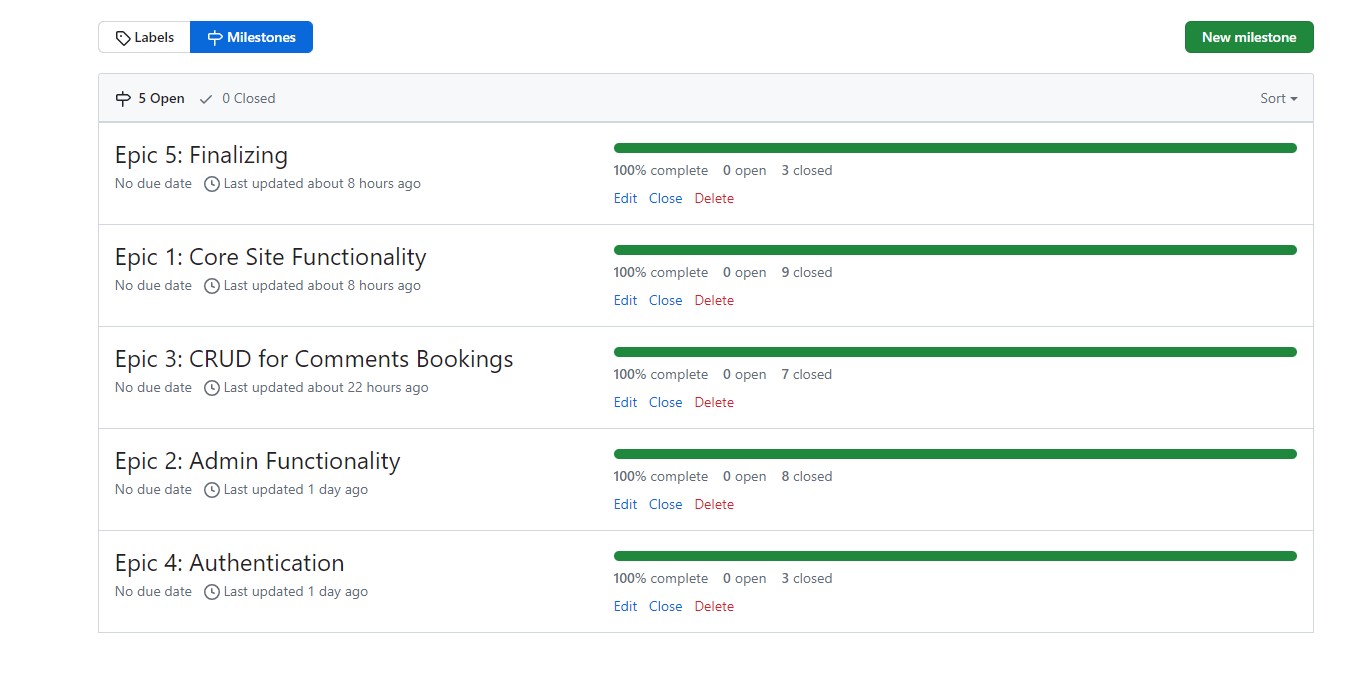 Labels Milestones New milestone
5 Open 0 Closed Sort
Epic 5: Finalizing
No due date Last updated about 8 hours ago
100% complete 0 open 3 closed
Edit Close Delete
Epic 1: Core Site Functionality
No due date Last updated about 8 hours ago
100% complete 0 open 9 closed
Edit Close Delete
Epic 3: CRUD for Comments Bookings
No due date Last updated about 22 hours ago
100% complete 0 open 7 closed
Edit Close Delete
Epic 2: Admin Functionality
No due date Last updated 1 day ago
100% complete 0 open 8 closed
Edit Close Delete
Epic 4: Authentication
No due date Last updated 1 day ago
100% complete 0 open 3 closed
Edit Close Delete